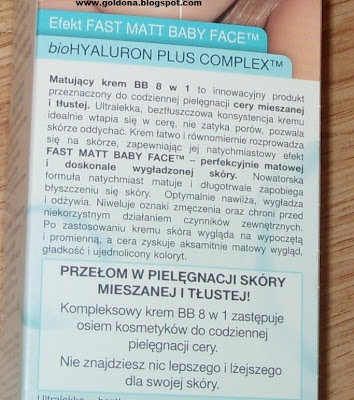 www.goldona.blogspot.com
Efekt FAST MATT BABY FACE™
bioHYALURON PLUS COMPLEX™
Matujący krem BB 8 w 1 to innowacyjny produkt
przeznaczony do codziennej pielęgnacji cery mieszanej
i tłustej. Ultralekka, beztłuszczowa konsystencja kremu
idealnie wtapia się w cerę, nie zatyka porów, pozwala
skórze oddychać. Krem łatwo i równomiernie rozprowadza
się na skórze, zapewniając jej natychmiastowy efekt
FAST MATT BABY FACE™ – perfekcyjnie matowej
i doskonale wygładzonej skóry. Nowatorska
formuła natychmiast matuje i długotrwale zapobiega
błyszczeniu się skóry. Optymalnie nawilża, wygładza
i odżywia. Niweluje oznaki zmęczenia oraz chroni przed
niekorzystnym działaniem czynników zewnętrznych.
Po zastosowaniu kremu skóra wygląda na wypoczętą
i promienną, a cera zyskuje aksamitnie matowy wygląd,
gładkość i ujednolicony koloryt.
PRZEŁOM W PIELĘGNACJI SKÓRY
MIESZANEJ I TŁUSTEJ!
Kompleksowy krem BB 8 w 1 zastępuje
osiem kosmetyków do codziennej
pielęgnacji cery.
Nie znajdziesz nic lepszego i lżejszego
dla swojej skóry.